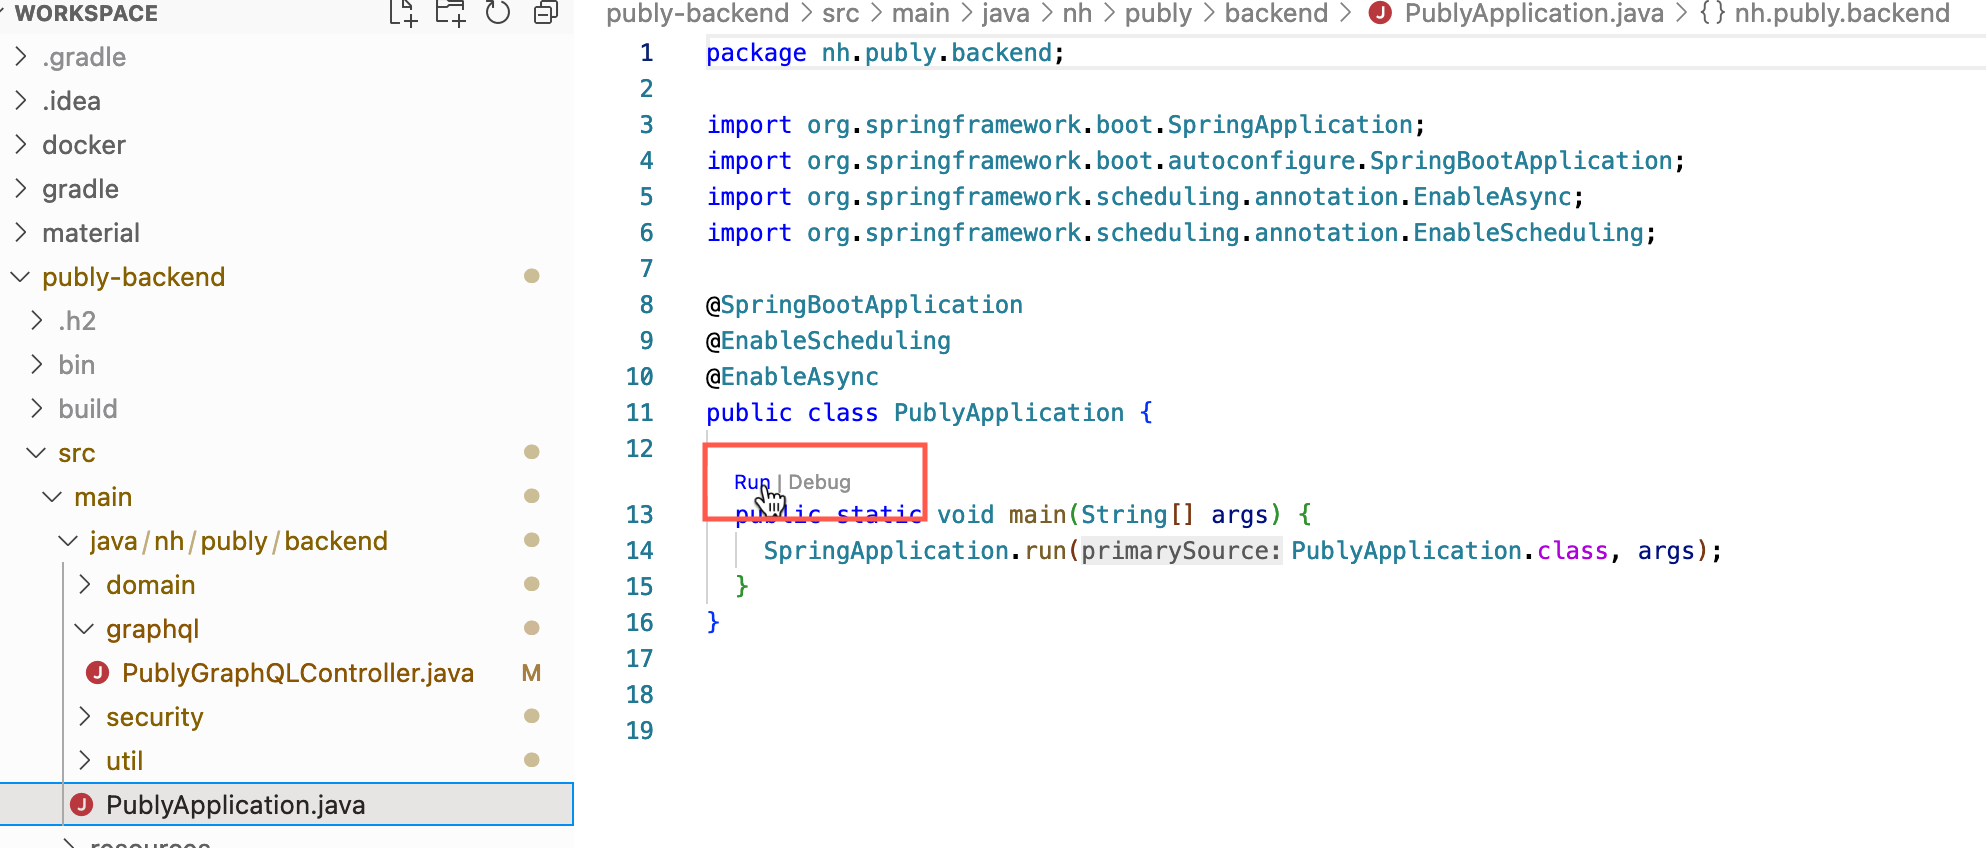 WORKSPACE
.gradle
.idea
docker
gradle
material
publy-backend
.h2
bin
build
src
main
java/nh/publy/backend
domain
graphql
J PublyGraphQLController.java M
security
util
J PublyApplication.java
resources
publy-backend > src > main > java > nh > publy > backend > J PublyApplication.java > {} nh.publy.backend
1 package nh.publy.backend;
2
3 import org.springframework.boot.SpringApplication;
4 import org.springframework.boot.autoconfigure.SpringBootApplication;
5 import org.springframework.scheduling.annotation.EnableAsync;
6 import org.springframework.scheduling.annotation.EnableScheduling;
7
8 @SpringBootApplication
9 @EnableScheduling
10 @EnableAsync
11 public class PublyApplication {
12
Run | Debug
13 public static void main(String[] args) {
14 SpringApplication.run(primarySource: PublyApplication.class, args);
15 }
16 }
17
18
19